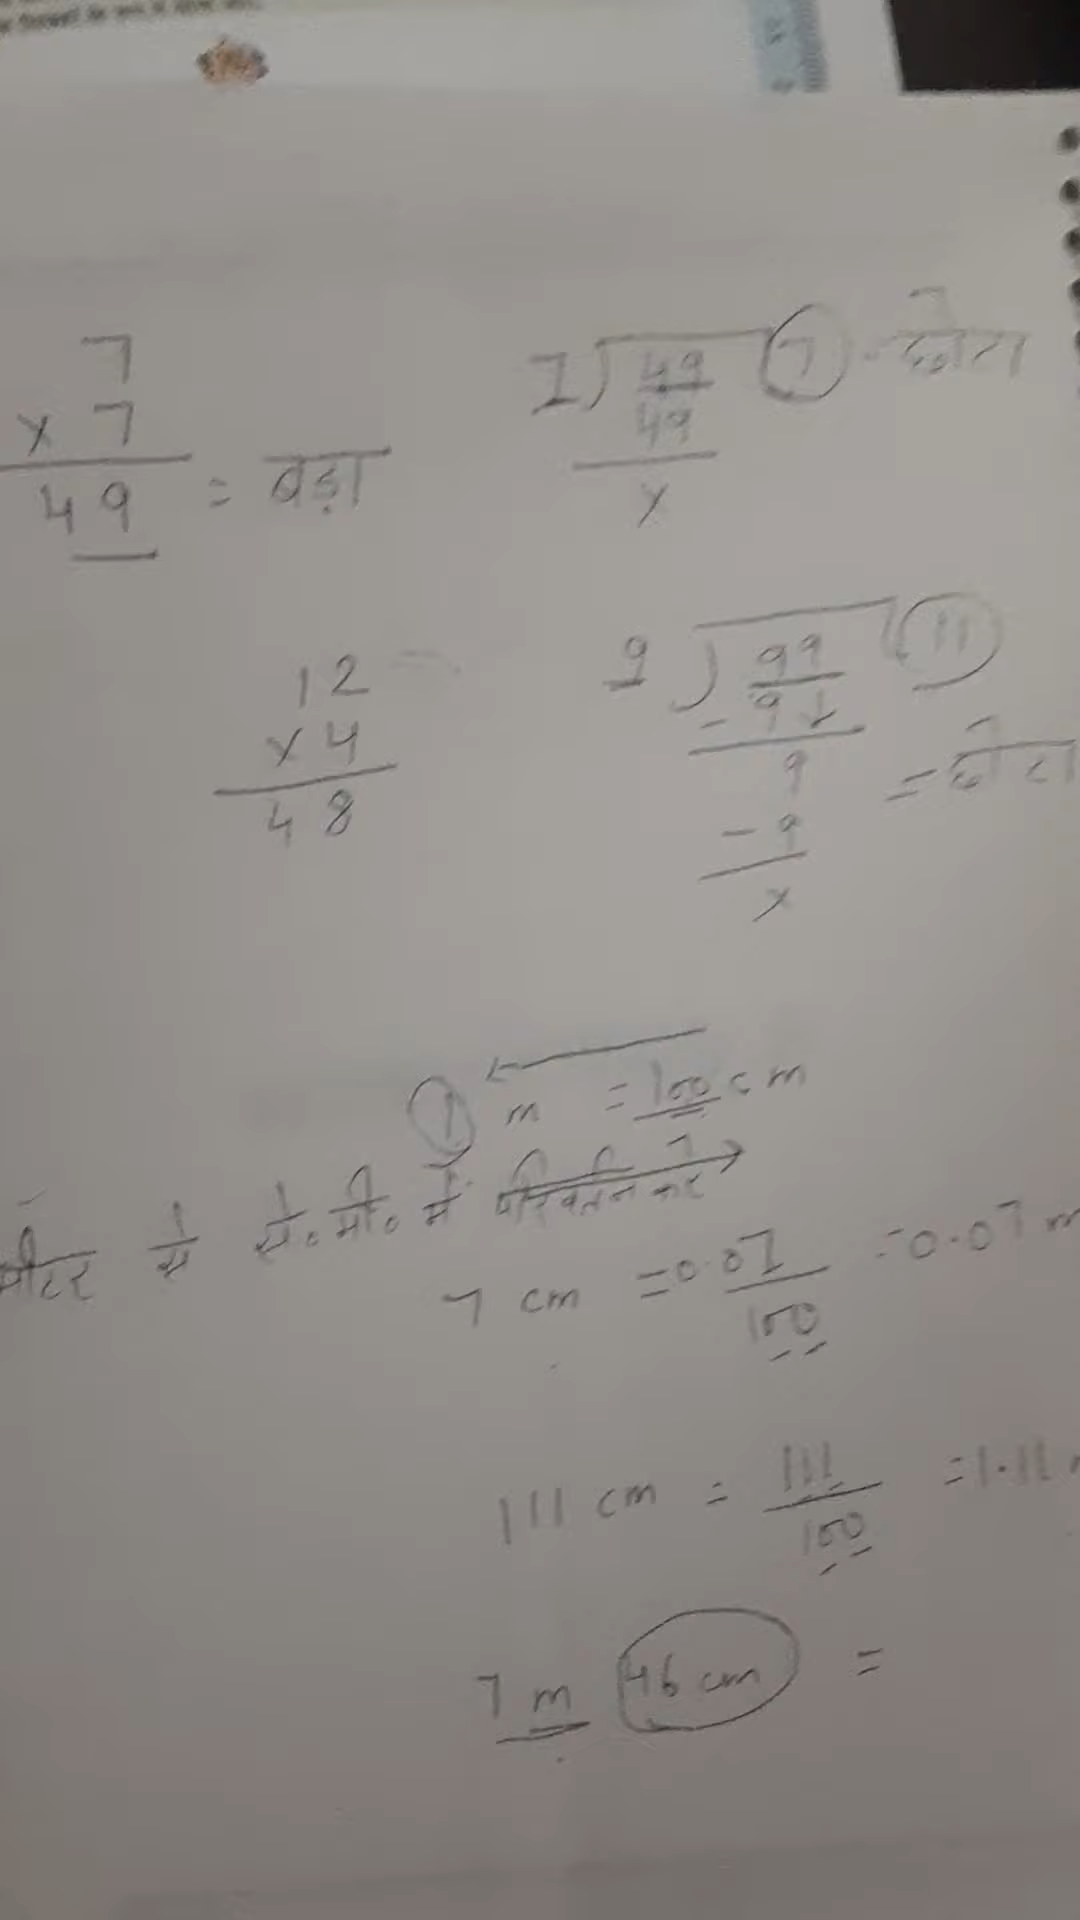 7
× 7
49 = बड़ा
7) 49 (7 - छोटा
49
×
12 =
× 4
48
9) 99 (11
- 9↓
9 = छोटा
- 9
×
1 m = 100 cm
मीटर से से०मी० में परिवर्तन करे
7 cm = 0.07/100 = 0.07 m
111 cm = 111/100 = 1.11
7 m 46 cm =